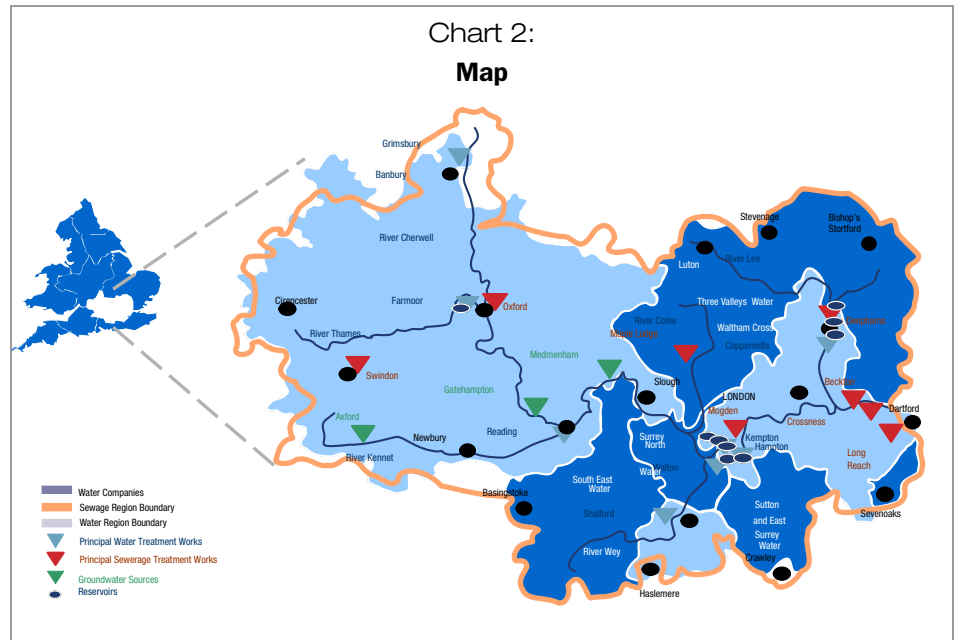 Chart 2:
Map
Grimsbury
Banbury
River Cherwell
Stevenage
Bishop's
Stortford
Luton
River Lee
Cirencester
Farmoor
Oxford
Three Valleys Water
River Thames
River Colne
Waltham Cross
Maple Lodge
Coppermills
Medmenham
Swindon
Slough
Beckton
Gatehampton
LONDON
Dartford
Axford
Mogden
Crossness
Newbury
Reading
Surrey
North
Water
Kempton
Hampton
River Kennet
Walton
Long
Reach
South East
Water
Basingstoke
Sutton
and East
Surrey
Water
Sevenoaks
Shalford
River Wey
Crawley
Haslemere
Water Companies
Sewage Region Boundary
Water Region Boundary
Principal Water Treatment Works
Principal Sewerage Treatment Works
Groundwater Sources
Reservoirs